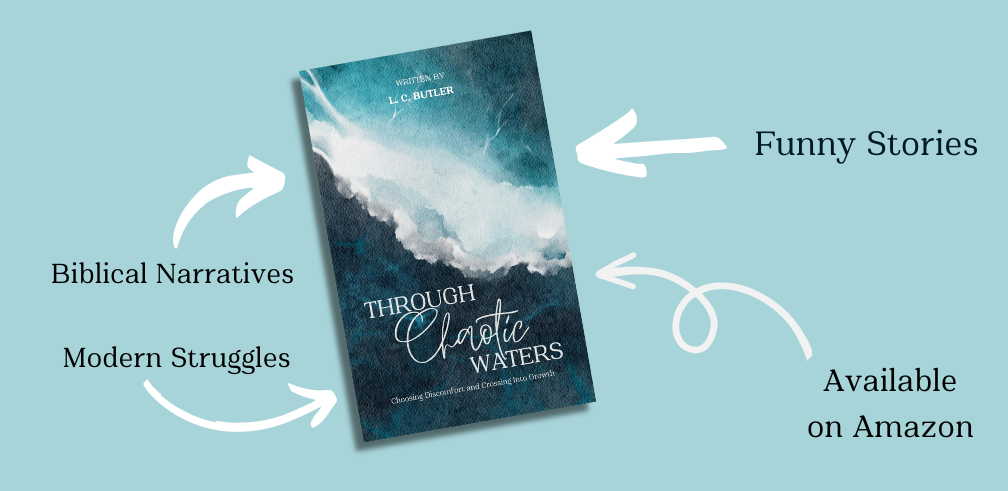 WRITTEN BY
L. C. BUTLER
THROUGH
Chaotic
WATERS
Choosing Discomfort and Crossing Into Growth
Biblical Narratives
Modern Struggles
Funny Stories
Available
on Amazon